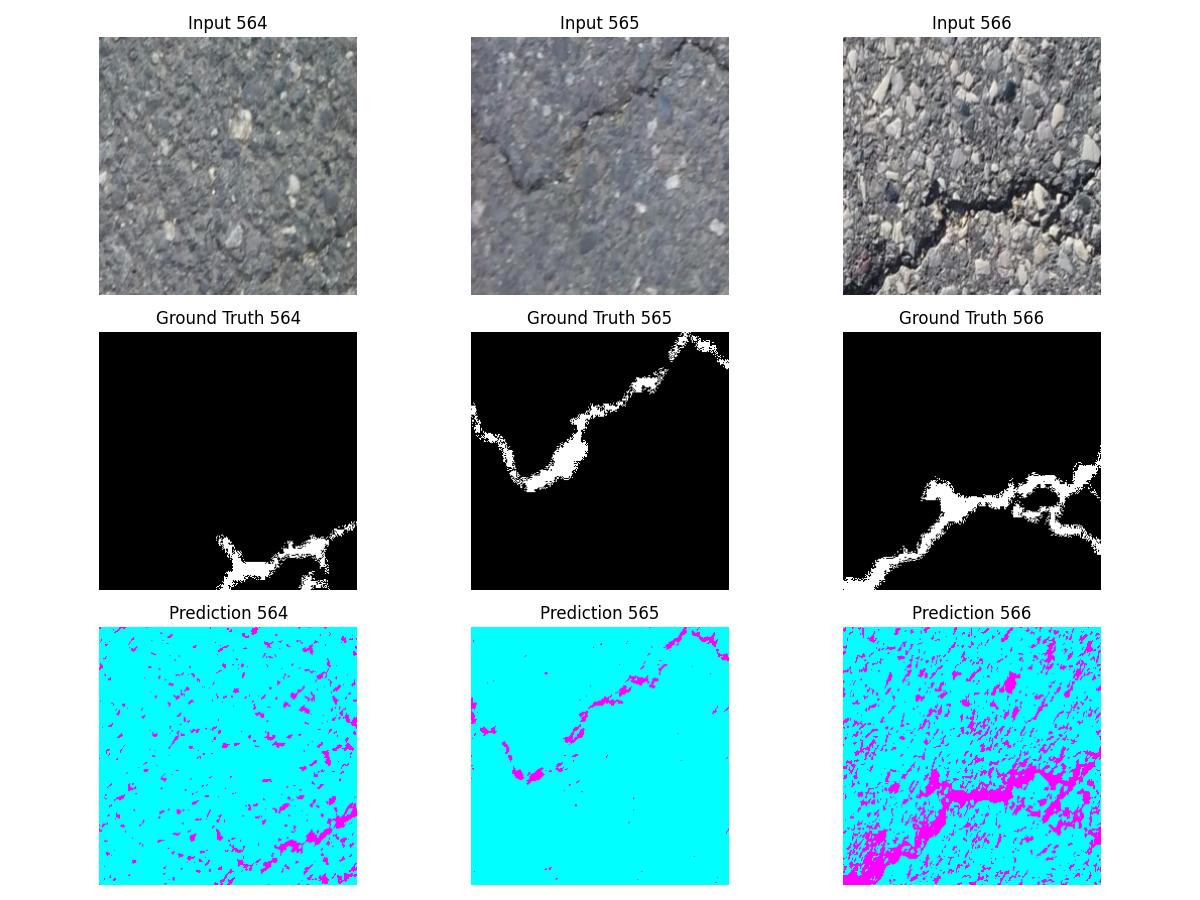 Input 564
Input 565
Input 566
Ground Truth 564
Ground Truth 565
Ground Truth 566
Prediction 564
Prediction 565
Prediction 566